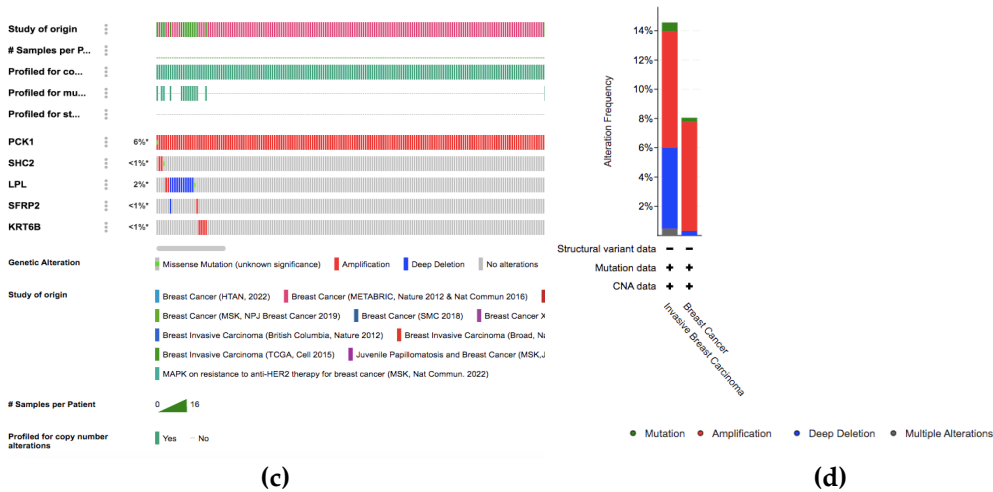 Study of origin
# Samples per P...
Profiled for co...
Profiled for mu...
Profiled for st...
PCK1 6%*
SHC2 <1%*
LPL 2%*
SFRP2 <1%*
KRT6B <1%*
Genetic Alteration Missense Mutation (unknown significance) Amplification Deep Deletion No alterations
Study of origin Breast Cancer (HTAN, 2022) Breast Cancer (METABRIC, Nature 2012 & Nat Commun 2016)
Breast Cancer (MSK, NPJ Breast Cancer 2019) Breast Cancer (SMC 2018) Breast Cancer X
Breast Invasive Carcinoma (British Columbia, Nature 2012) Breast Invasive Carcinoma (Broad, Na
Breast Invasive Carcinoma (TCGA, Cell 2015) Juvenile Papillomatosis and Breast Cancer (MSK,J
MAPK on resistance to anti-HER2 therapy for breast cancer (MSK, Nat Commun. 2022)
# Samples per Patient 0 16
Profiled for copy number
alterations Yes No
(c)
Alteration Frequency
14%
12%
10%
8%
6%
4%
2%
Structural variant data - -
Mutation data + +
CNA data + +
Invasive Breast Carcinoma
Breast Cancer
Mutation Amplification Deep Deletion Multiple Alterations
(d)